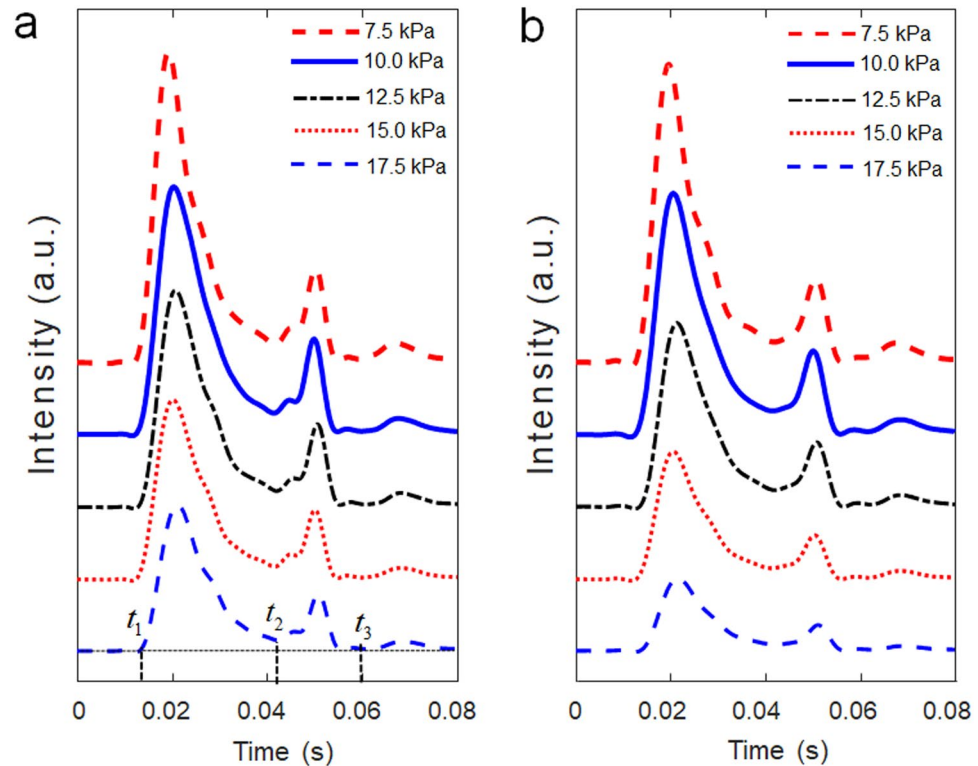 a
7.5 kPa
10.0 kPa
12.5 kPa
15.0 kPa
17.5 kPa
Intensity (a.u.)
t1
t2
t3
0
0.02
0.04
0.06
0.08
Time (s)
b
7.5 kPa
10.0 kPa
12.5 kPa
15.0 kPa
17.5 kPa
Intensity (a.u.)
0
0.02
0.04
0.06
0.08
Time (s)